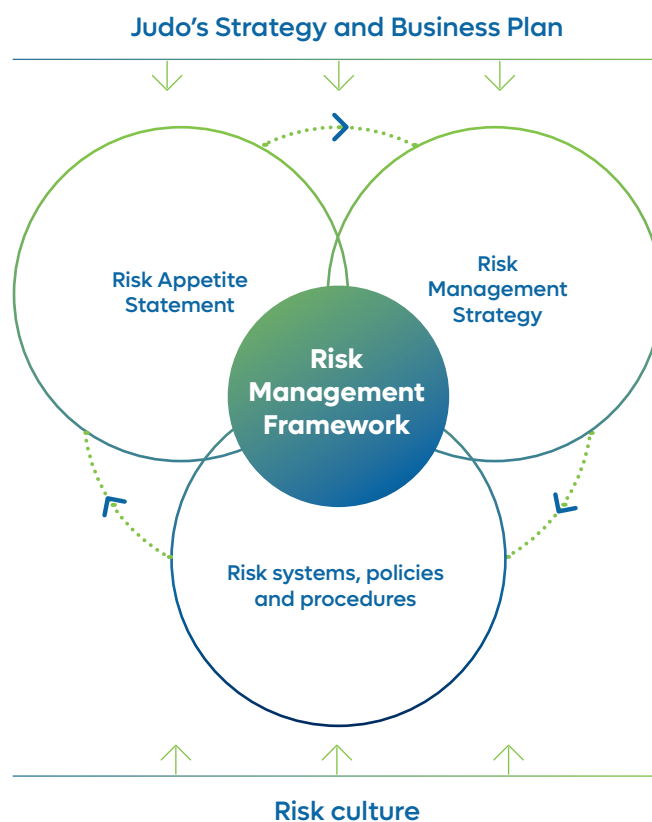 Judo’s Strategy and Business Plan
Risk Appetite
Statement
Risk
Management
Strategy
Risk
Management
Framework
Risk systems, policies
and procedures
Risk culture